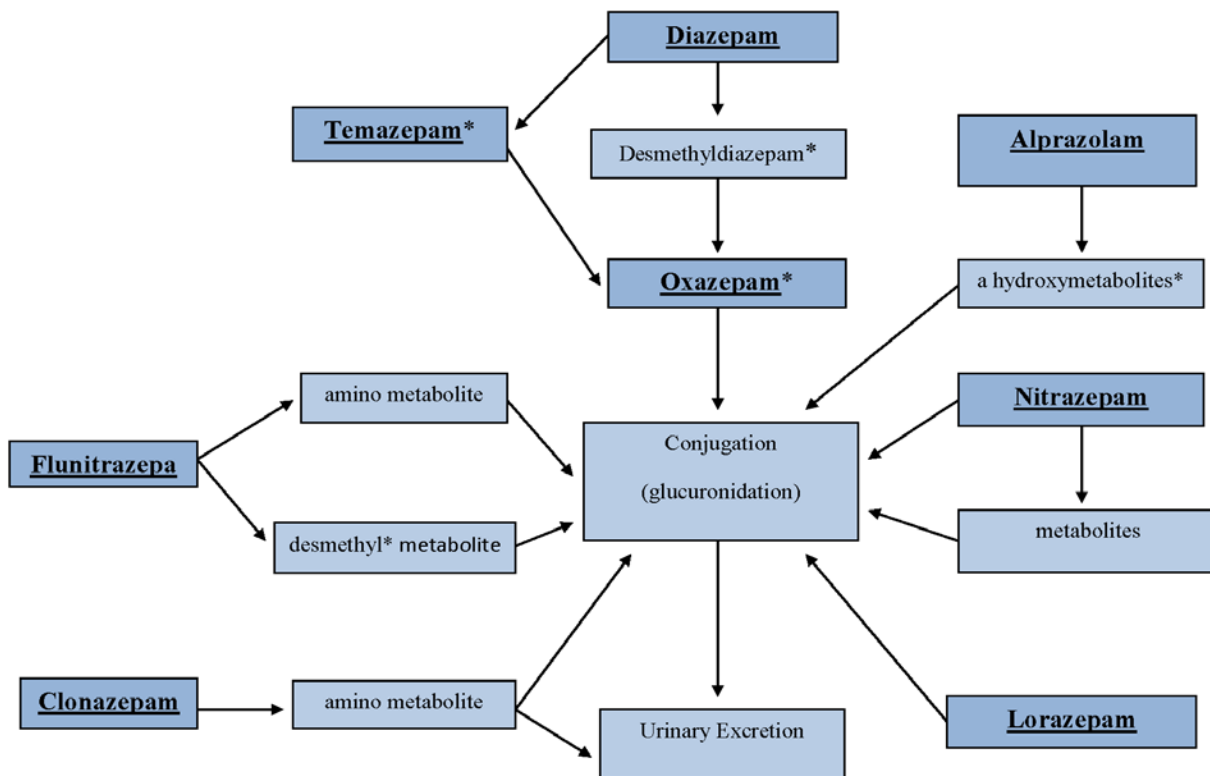 Diazepam
Temazepam*
Desmethyldiazepam*
Alprazolam
Oxazepam*
a hydroxymetabolites*
amino metabolite
Nitrazepam
Conjugation
(glucuronidation)
Flunitrazepa
desmethyl* metabolite
metabolites
Clonazepam
amino metabolite
Urinary Excretion
Lorazepam